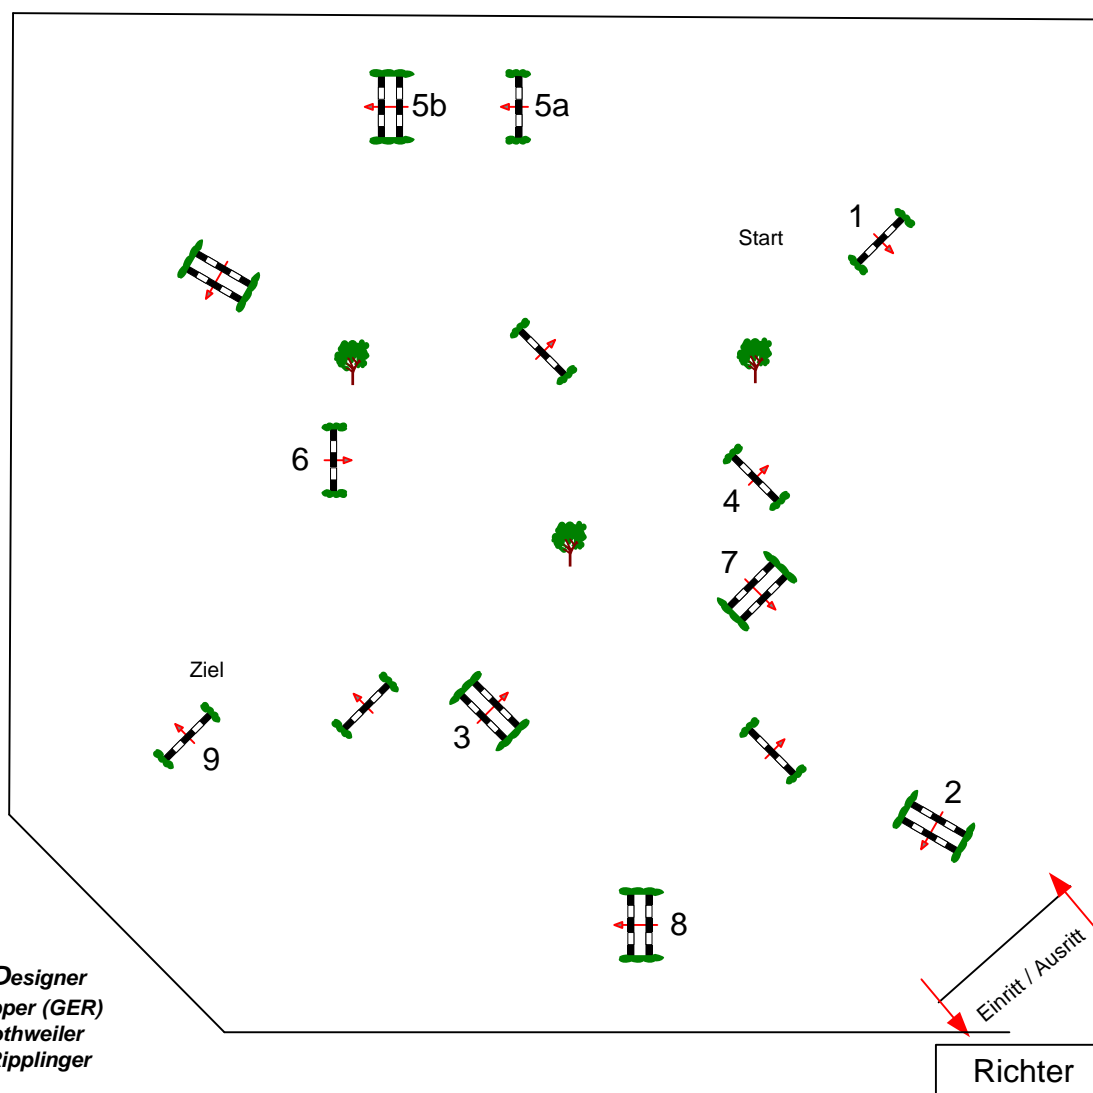 5b
5a
1
Start
6
4
7
Ziel
3
9
2
8
Designer
(GER)
Einritt / Ausritt
Richter